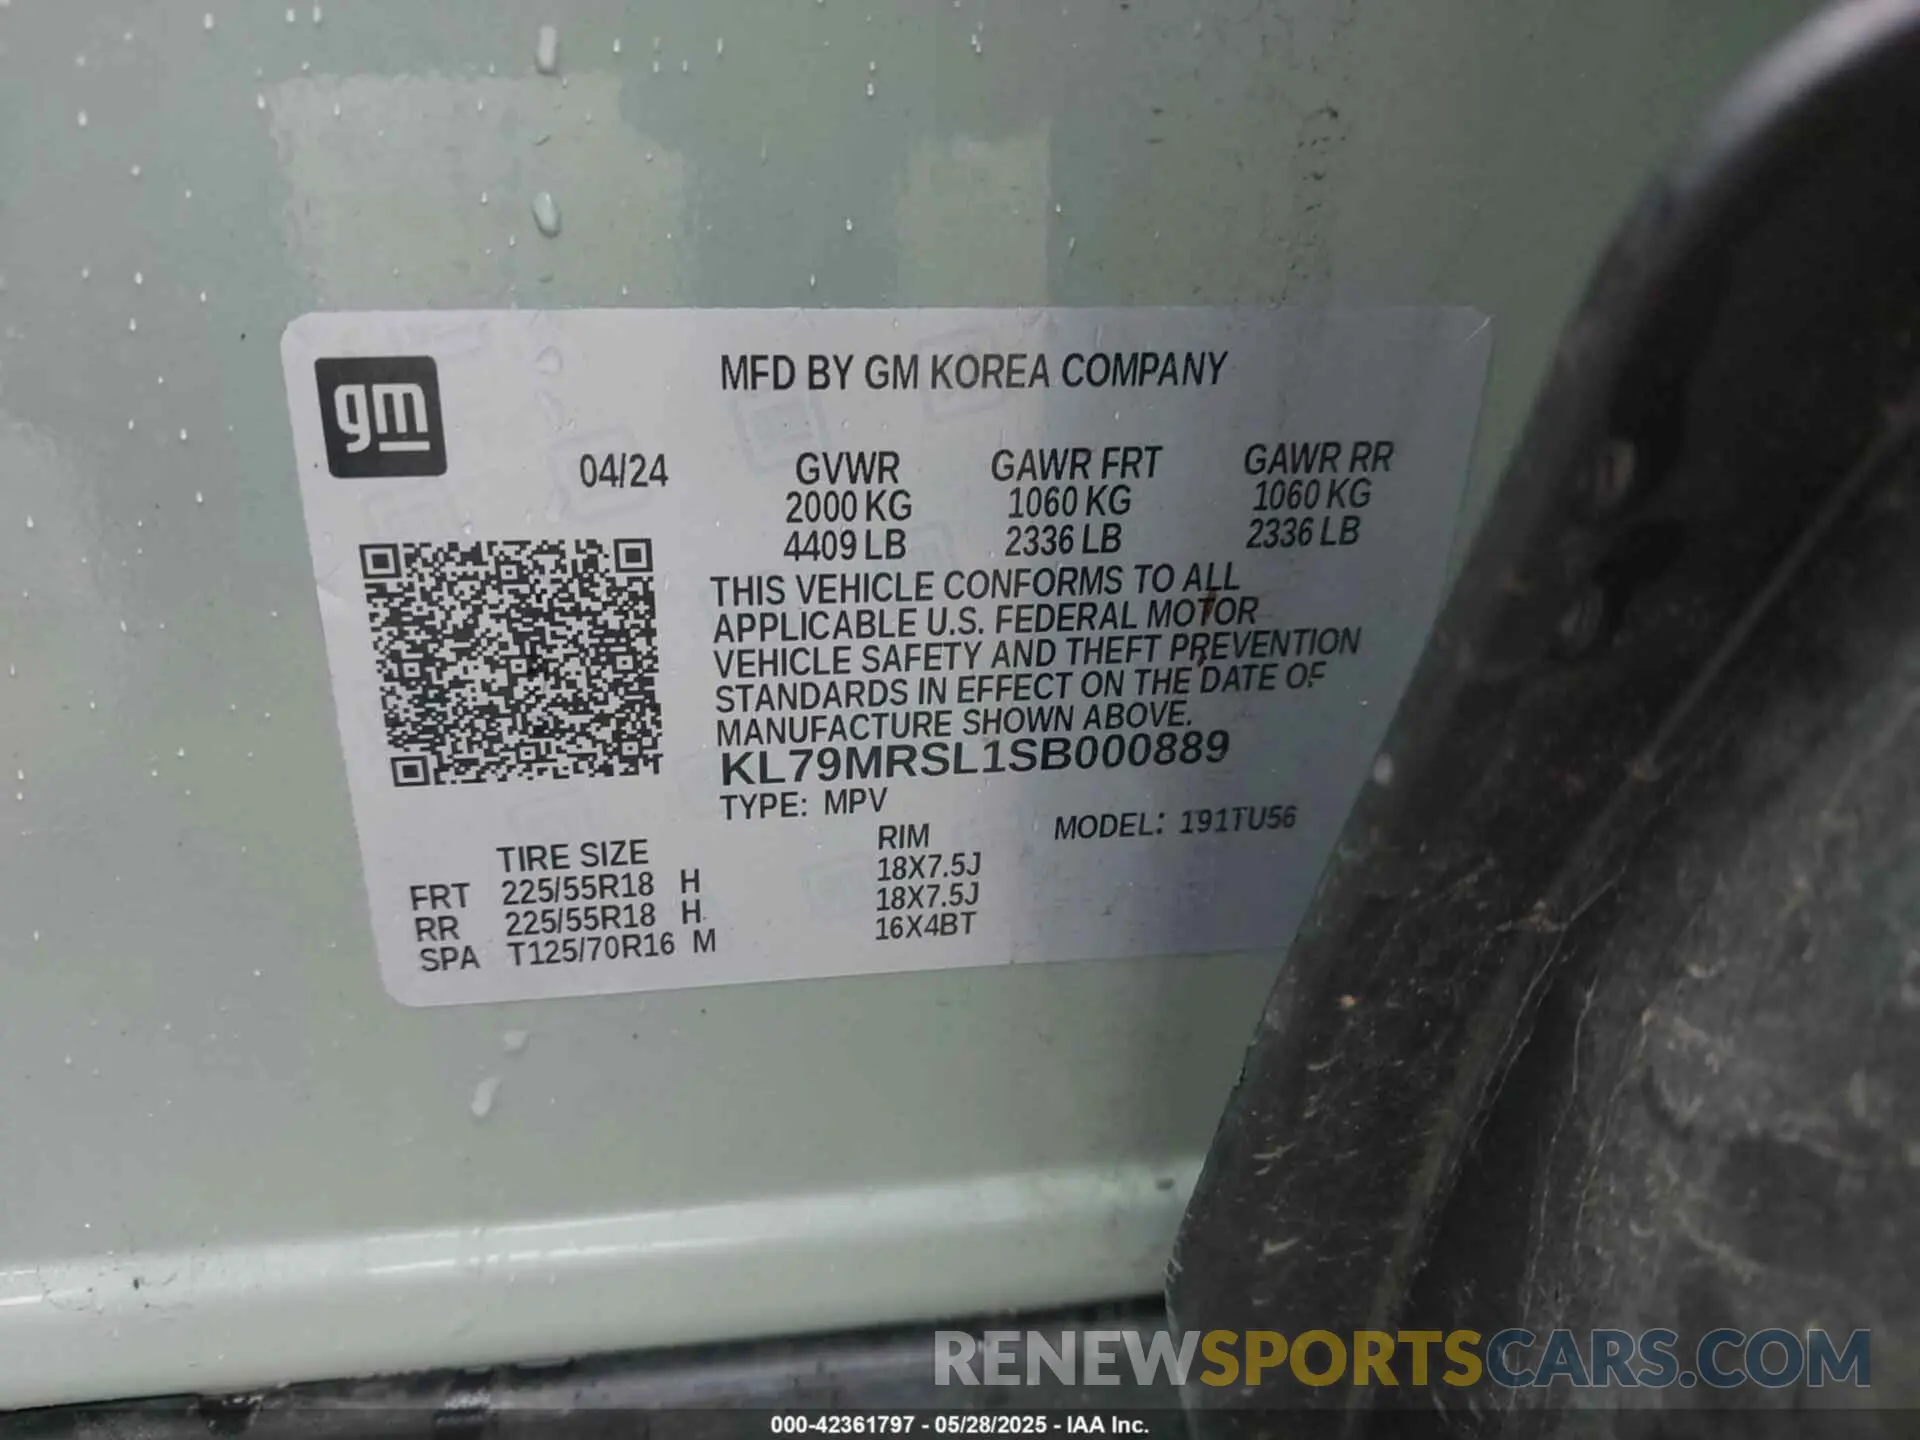 gm
MFD BY GM KOREA COMPANY
04/24 GVWR GAWR FRT GAWR RR
2000 KG 1060 KG 1060 KG
4409 LB 2336 LB 2336 LB
THIS VEHICLE CONFORMS TO ALL
APPLICABLE U.S. FEDERAL MOTOR
VEHICLE SAFETY AND THEFT PREVENTION
STANDARDS IN EFFECT ON THE DATE OF
MANUFACTURE SHOWN ABOVE.
KL79MRSL1SB000889
TYPE: MPV MODEL: 191TU56
TIRE SIZE RIM
FRT 225/55R18 H 18X7.5J
RR 225/55R18 H 18X7.5J
SPA T125/70R16 M 16X4BT
RENEWSPORTSCARS.COM
000-42361797 - 05/28/2025 - IAA Inc.